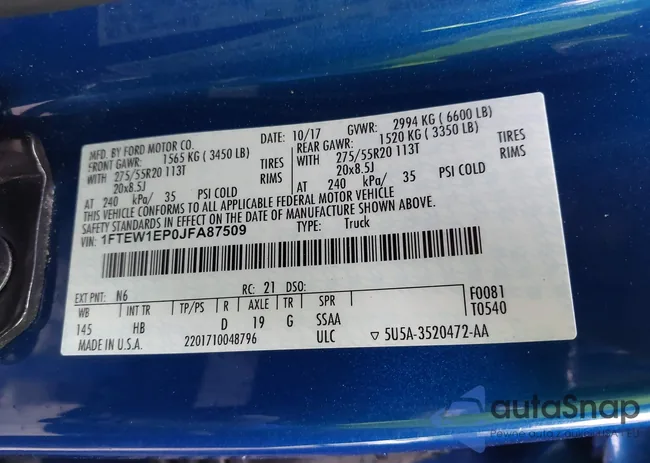 MFD. BY FORD MOTOR CO.
DATE: 10/17 GVWR: 2994 KG ( 6600 LB)
FRONT GAWR: 1565 KG ( 3450 LB) REAR GAWR: 1520 KG ( 3350 LB)
WITH 275/55R20 113T TIRES WITH 275/55R20 113T TIRES
20x8.5J RIMS 20x8.5J RIMS
AT 240 kPa/ 35 PSI COLD AT 240 kPa/ 35 PSI COLD
THIS VEHICLE CONFORMS TO ALL APPLICABLE FEDERAL MOTOR VEHICLE
SAFETY STANDARDS IN EFFECT ON THE DATE OF MANUFACTURE SHOWN ABOVE.
VIN: 1FTEW1EP0JFA87509 TYPE: Truck
EXT PNT: N6 RC: 21 DSO:
WB INT TR TP/PS R AXLE TR SPR F0081
145 HB D 19 G SSAA T0540
MADE IN U.S.A. 2201710048796 ULC ▽ 5U5A-3520472-AA
autaSnap